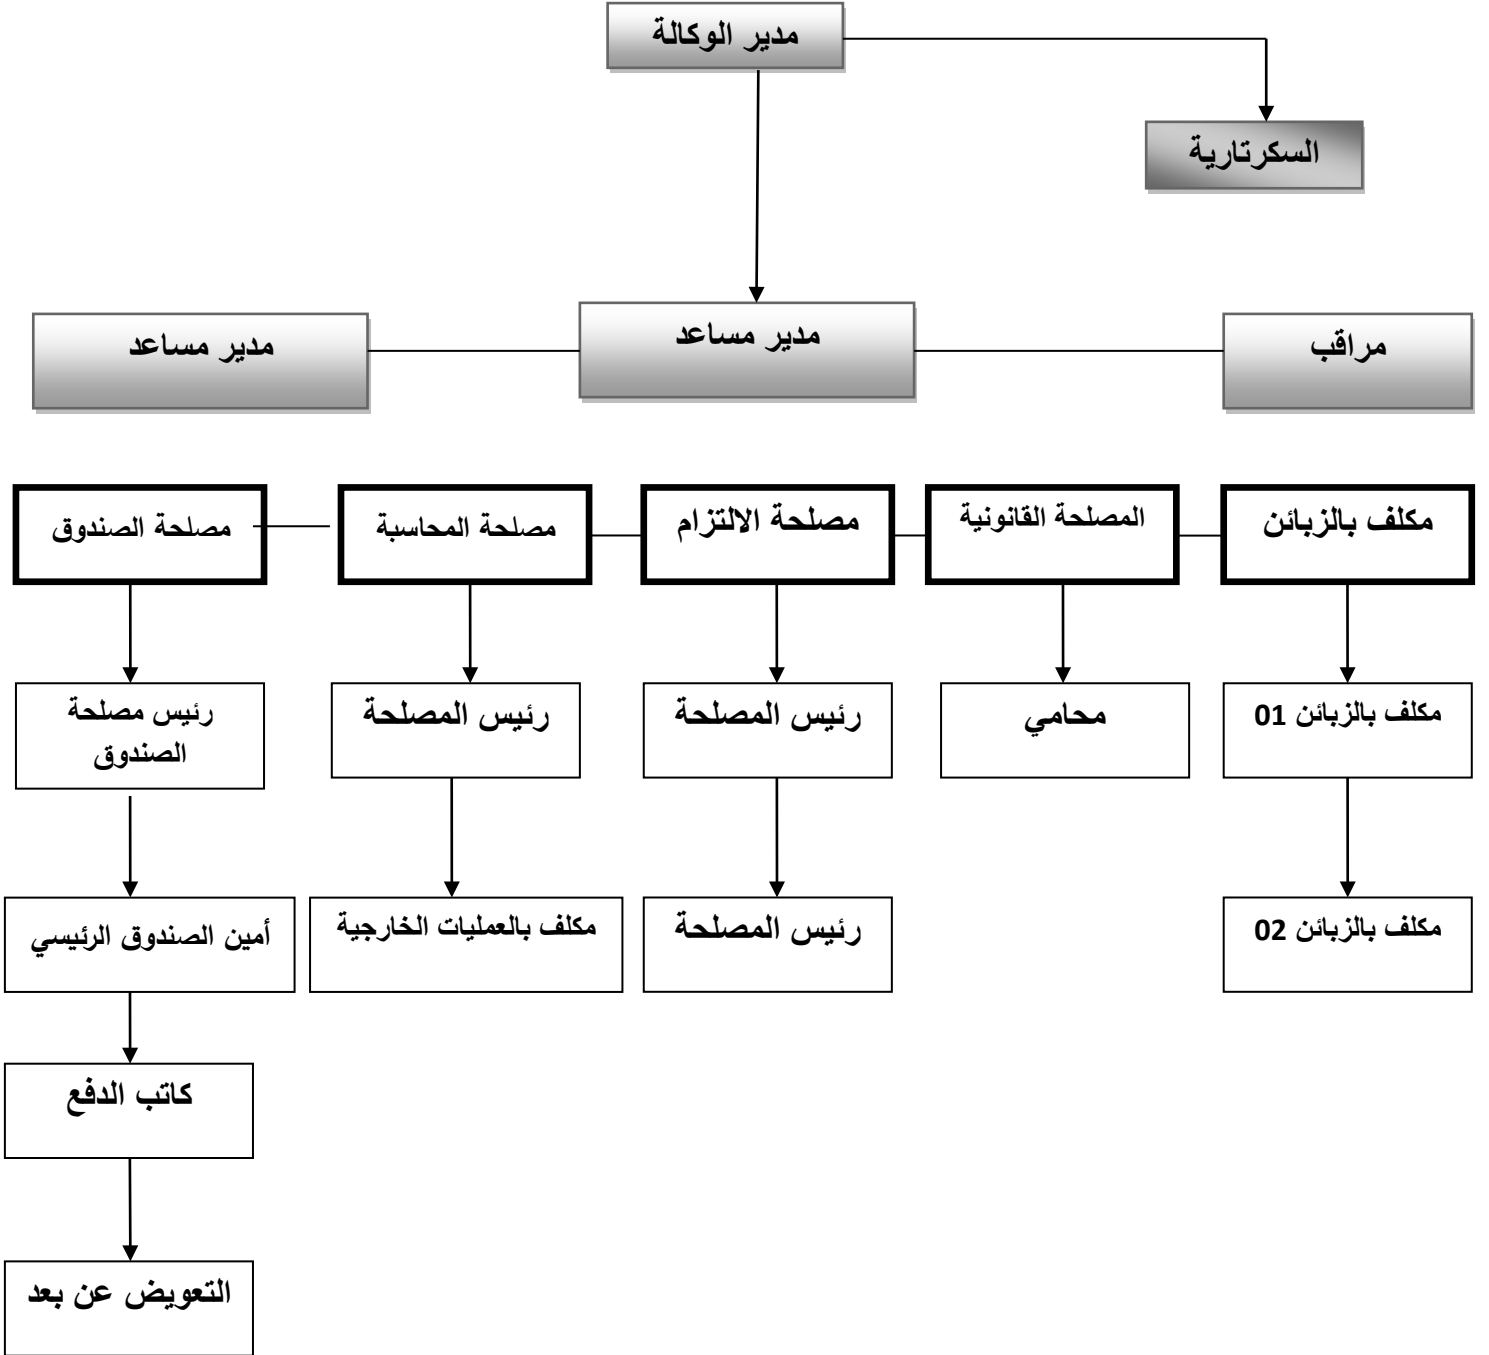 مدير الوكالة
السكرتارية
مراقب
مدير مساعد
مدير مساعد
مكلف بالزبائن
المصلحة القانونية
مصلحة الالتزام
مصلحة المحاسبة
مصلحة الصندوق
مكلف بالزبائن 01
محامي
رئيس المصلحة
رئيس المصلحة
رئيس مصلحة
الصندوق
مكلف بالزبائن 02
رئيس المصلحة
مكلف بالعمليات الخارجية
أمين الصندوق الرئيسي
كاتب الدفع
التعويض عن بعد